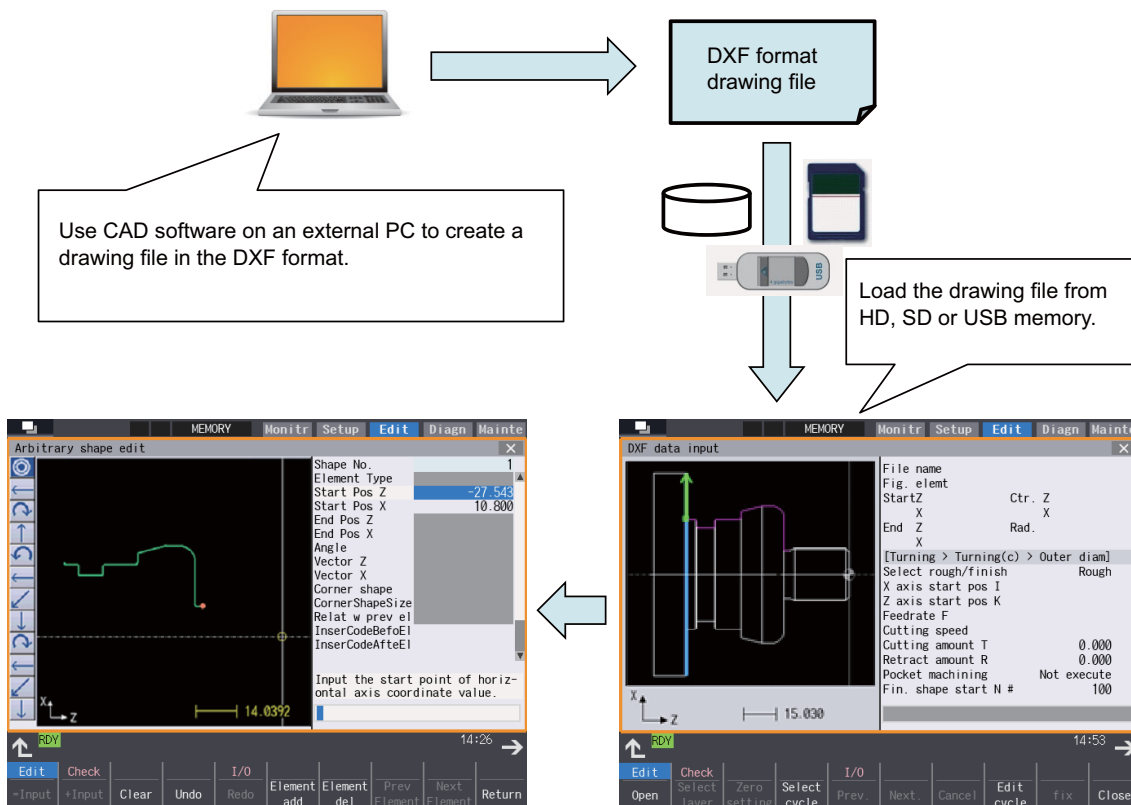 DXF format
drawing file
Use CAD software on an external PC to create a
drawing file in the DXF format.
USB
Load the drawing file from
HD, SD or USB memory.
MEMORY Monitr Setup Edit Diagn Mainte
Arbitrary shape edit
Shape No. 1
Element Type
Start Pos Z -27.543
Start Pos X 10.800
End Pos Z
End Pos X
Angle
Vector Z
Vector X
Corner shape
CornerShapeSize
Relat w prev el
InserCodeBefoEl
InserCodeAfteEl
Input the start point of horiz-
ontal axis coordinate value.
X
Z
14.0392
RDY 14:26
Edit Check I/O
=Input +Input Clear Undo Redo Element add Element del Prev Element Next Element Return
MEMORY Monitr Setup Edit Diagn Mainte
DXF data input
File name
Fig. elemt
StartZ Ctr. Z
X X
End Z Rad.
X
[Turning > Turning(c) > Outer diam]
Select rough/finish Rough
X axis start pos I
Z axis start pos K
Feedrate F
Cutting speed
Cutting amount T 0.000
Retract amount R 0.000
Pocket machining Not execute
Fin. shape start N # 100
X
Z
15.030
RDY 14:53
Edit Check I/O
Open Select layer Zero setting Select cycle Prev. Next. Cancel Edit cycle fix Close